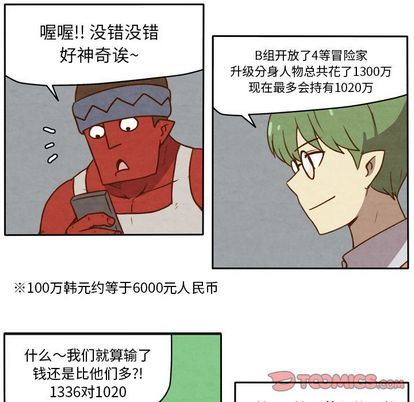 喔喔!! 没错没错
好神奇诶~
B组开放了4等冒险家
升级分身人物总共花了1300万
现在最多会持有1020万
※100万韩元约等于6000元人民币
什么～我们就算输了
钱还是比他们多?!
1336对1020
TOOMICS.COM